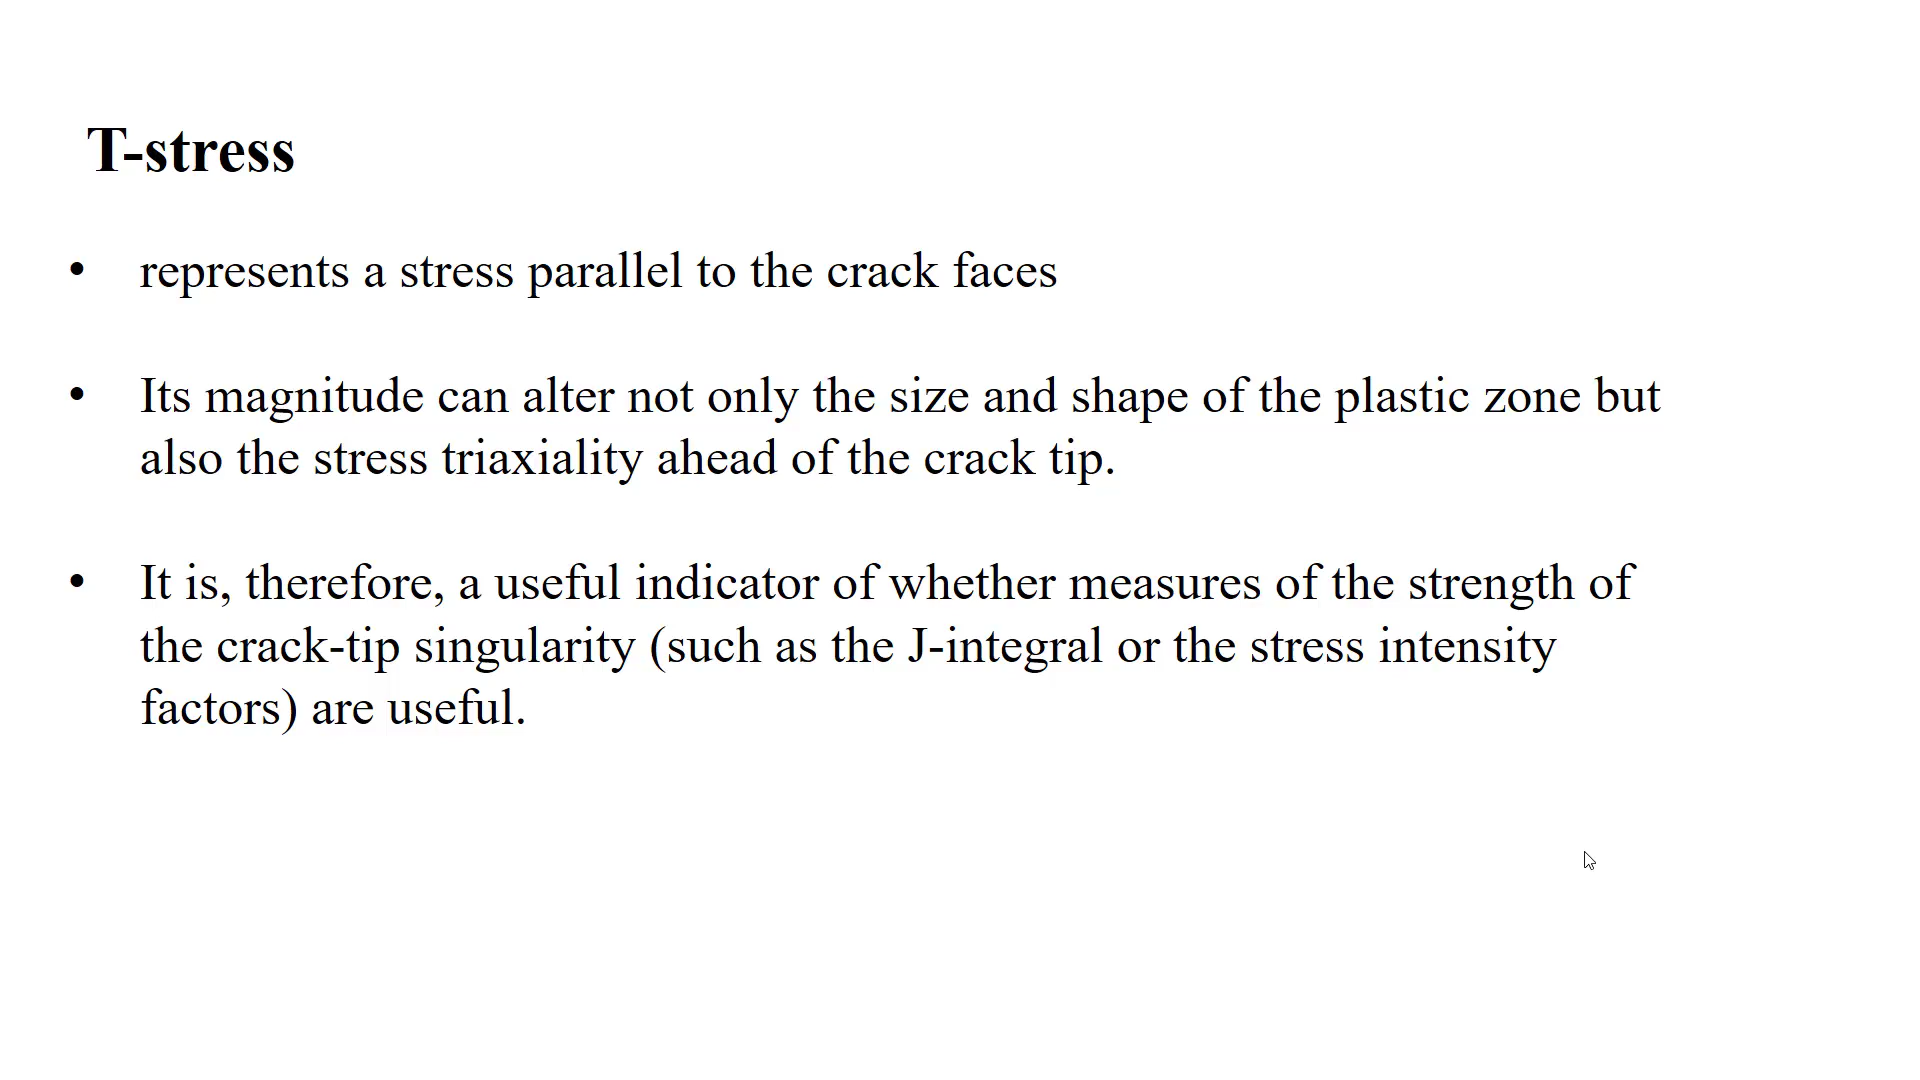 T-stress
• represents a stress parallel to the crack faces
• Its magnitude can alter not only the size and shape of the plastic zone but
also the stress triaxiality ahead of the crack tip.
• It is, therefore, a useful indicator of whether measures of the strength of
the crack-tip singularity (such as the J-integral or the stress intensity
factors) are useful.